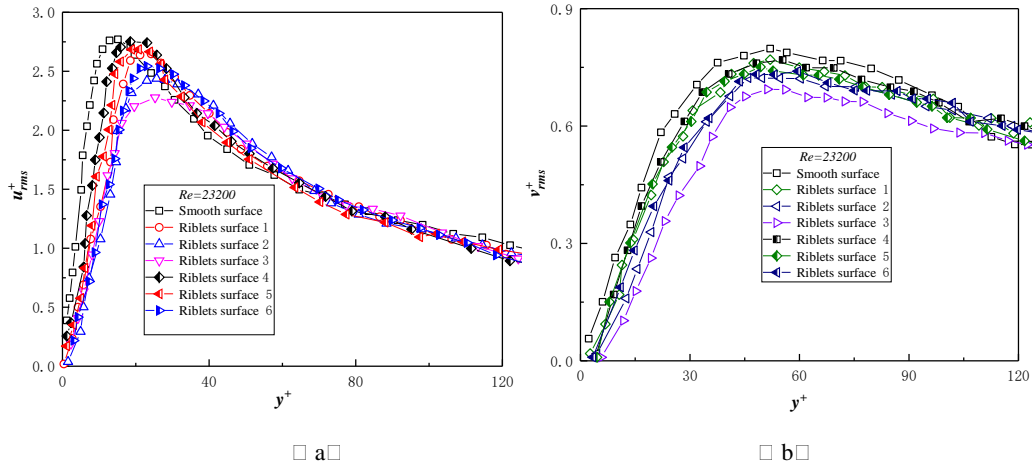 3.0
2.5
2.0
1.5
1.0
0.5
0.0
u+rms
Re=23200
Smooth surface
Riblets surface 1
Riblets surface 2
Riblets surface 3
Riblets surface 4
Riblets surface 5
Riblets surface 6
0 40 80 120
y+
□ a□
0.9
0.6
0.3
0.0
v+rms
Re=23200
Smooth surface
Riblets surface 1
Riblets surface 2
Riblets surface 3
Riblets surface 4
Riblets surface 5
Riblets surface 6
0 30 60 90 120
y+
□ b□